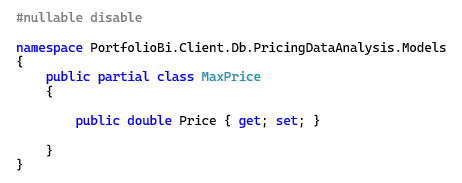 #nullable disable
namespace PortfolioBi.Client.Db.PricingDataAnalysis.Models
{
    public partial class MaxPrice
    {
        public double Price { get; set; }
    }
}